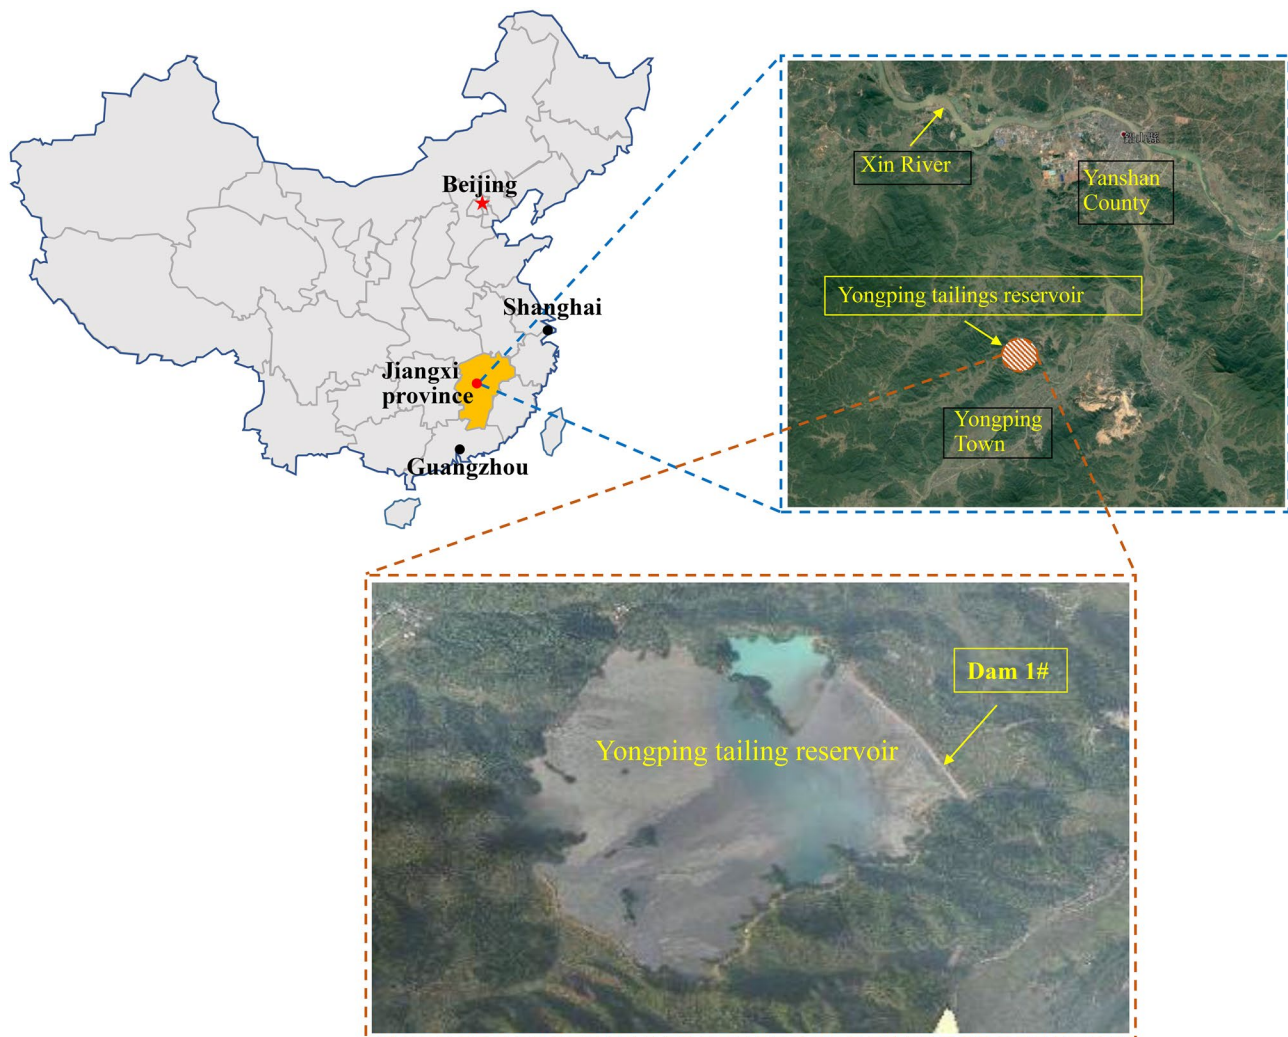 Beijing
Shanghai
Jiangxi
province
Guangzhou
Xin River
Yanshan
County
Yongping tailings reservoir
Yongping
Town
Dam 1#
Yongping tailing reservoir